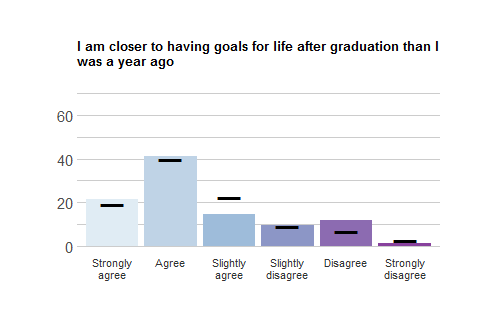 I am closer to having goals for life after graduation than I
was a year ago
60
40
20
0
Strongly
agree
Agree
Slightly
agree
Slightly
disagree
Disagree
Strongly
disagree